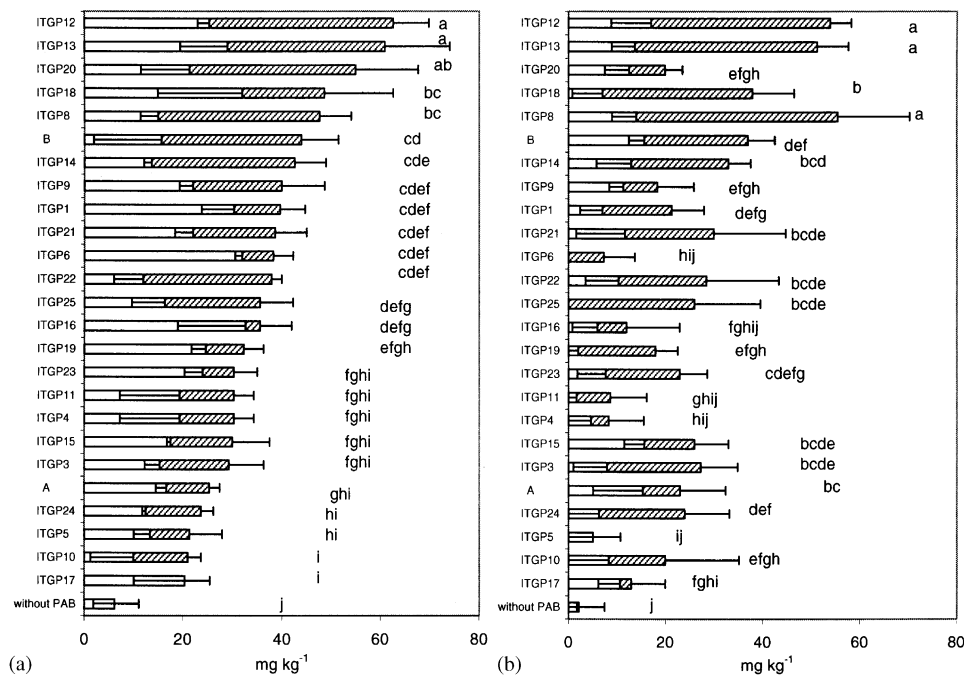 ITGP12 a
ITGP13 a
ITGP20 ab
ITGP18 bc
ITGP8 bc
B cd
ITGP14 cde
ITGP9 cdef
ITGP1 cdef
ITGP21 cdef
ITGP6 cdef
ITGP22 cdef
ITGP25 defg
ITGP16 defg
ITGP19 efgh
ITGP23 fghi
ITGP11 fghi
ITGP4 fghi
ITGP15 fghi
ITGP3 fghi
A ghi
ITGP24 hi
ITGP5 hi
ITGP10 i
ITGP17 i
without PAB j
0 20 40 60 80
(a) mg kg-1
ITGP12 a
ITGP13 a
ITGP20 efgh
ITGP18 b
ITGP8 a
B def
ITGP14 bcd
ITGP9 efgh
ITGP1 defg
ITGP21 bcde
ITGP6 hij
ITGP22 bcde
ITGP25 bcde
ITGP16 fghij
ITGP19 efgh
ITGP23 cdefg
ITGP11 ghij
ITGP4 hij
ITGP15 bcde
ITGP3 bcde
A bc
ITGP24 def
ITGP5 ij
ITGP10 efgh
ITGP17 fghi
without PAB j
0 20 40 60 80
(b) mg kg-1